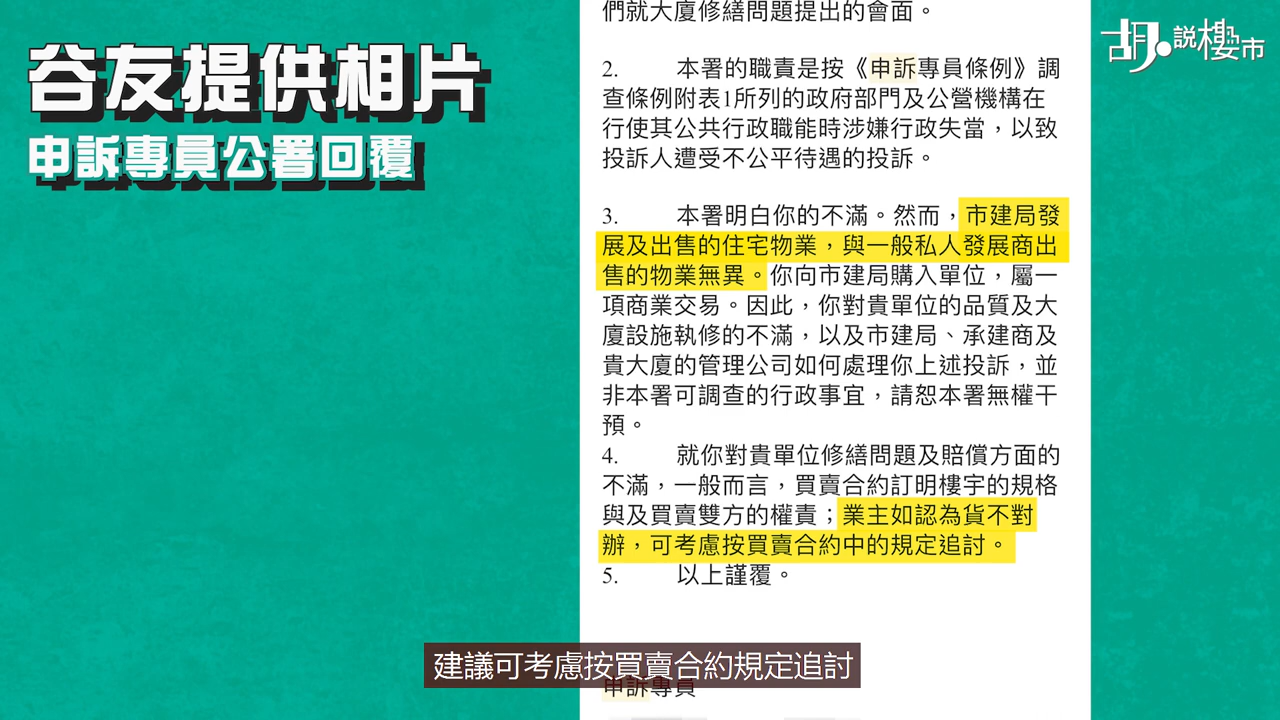 谷友提供相片
申訴專員公署回覆
胡.說樓市
們就大廈修繕問題提出的會面。
2. 本署的職責是按《申訴專員條例》調
查條例附表1所列的政府部門及公營機構在
行使其公共行政職能時涉嫌行政失當，以致
投訴人遭受不公平待遇的投訴。
3. 本署明白你的不滿。然而，市建局發
展及出售的住宅物業，與一般私人發展商出
售的物業無異。你向市建局購入單位，屬一
項商業交易。因此，你對貴單位的品質及大
廈設施執修的不滿，以及市建局、承建商及
貴大廈的管理公司如何處理你上述投訴，並
非本署可調查的行政事宜，請恕本署無權干
預。
4. 就你對貴單位修繕問題及賠償方面的
不滿，一般而言，買賣合約訂明樓宇的規格
與及買賣雙方的權責；業主如認為貨不對
辦，可考慮按買賣合約中的規定追討。
5. 以上謹覆。
建議可考慮按買賣合約規定追討
申訴專員